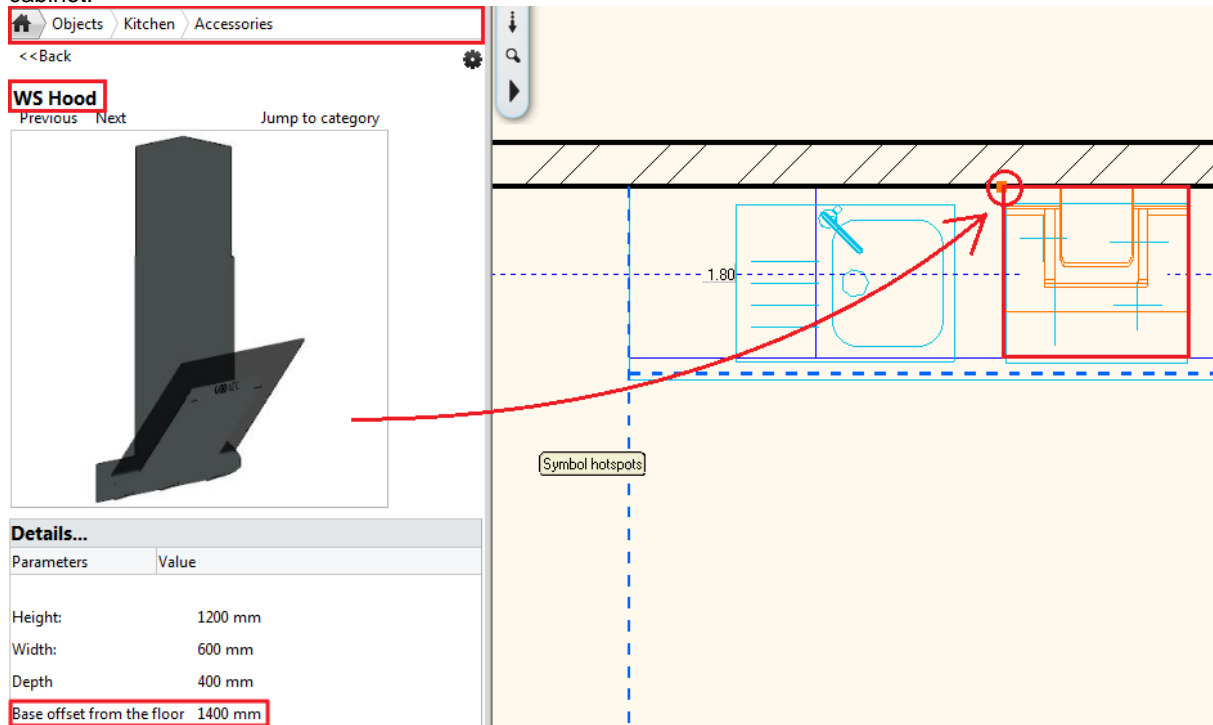 cabinet.
Objects Kitchen Accessories
<<Back
WS Hood
Previous Next Jump to category
Details...
Parameters Value
Height: 1200 mm
Width: 600 mm
Depth 400 mm
Base offset from the floor 1400 mm
1.80
Symbol hotspots